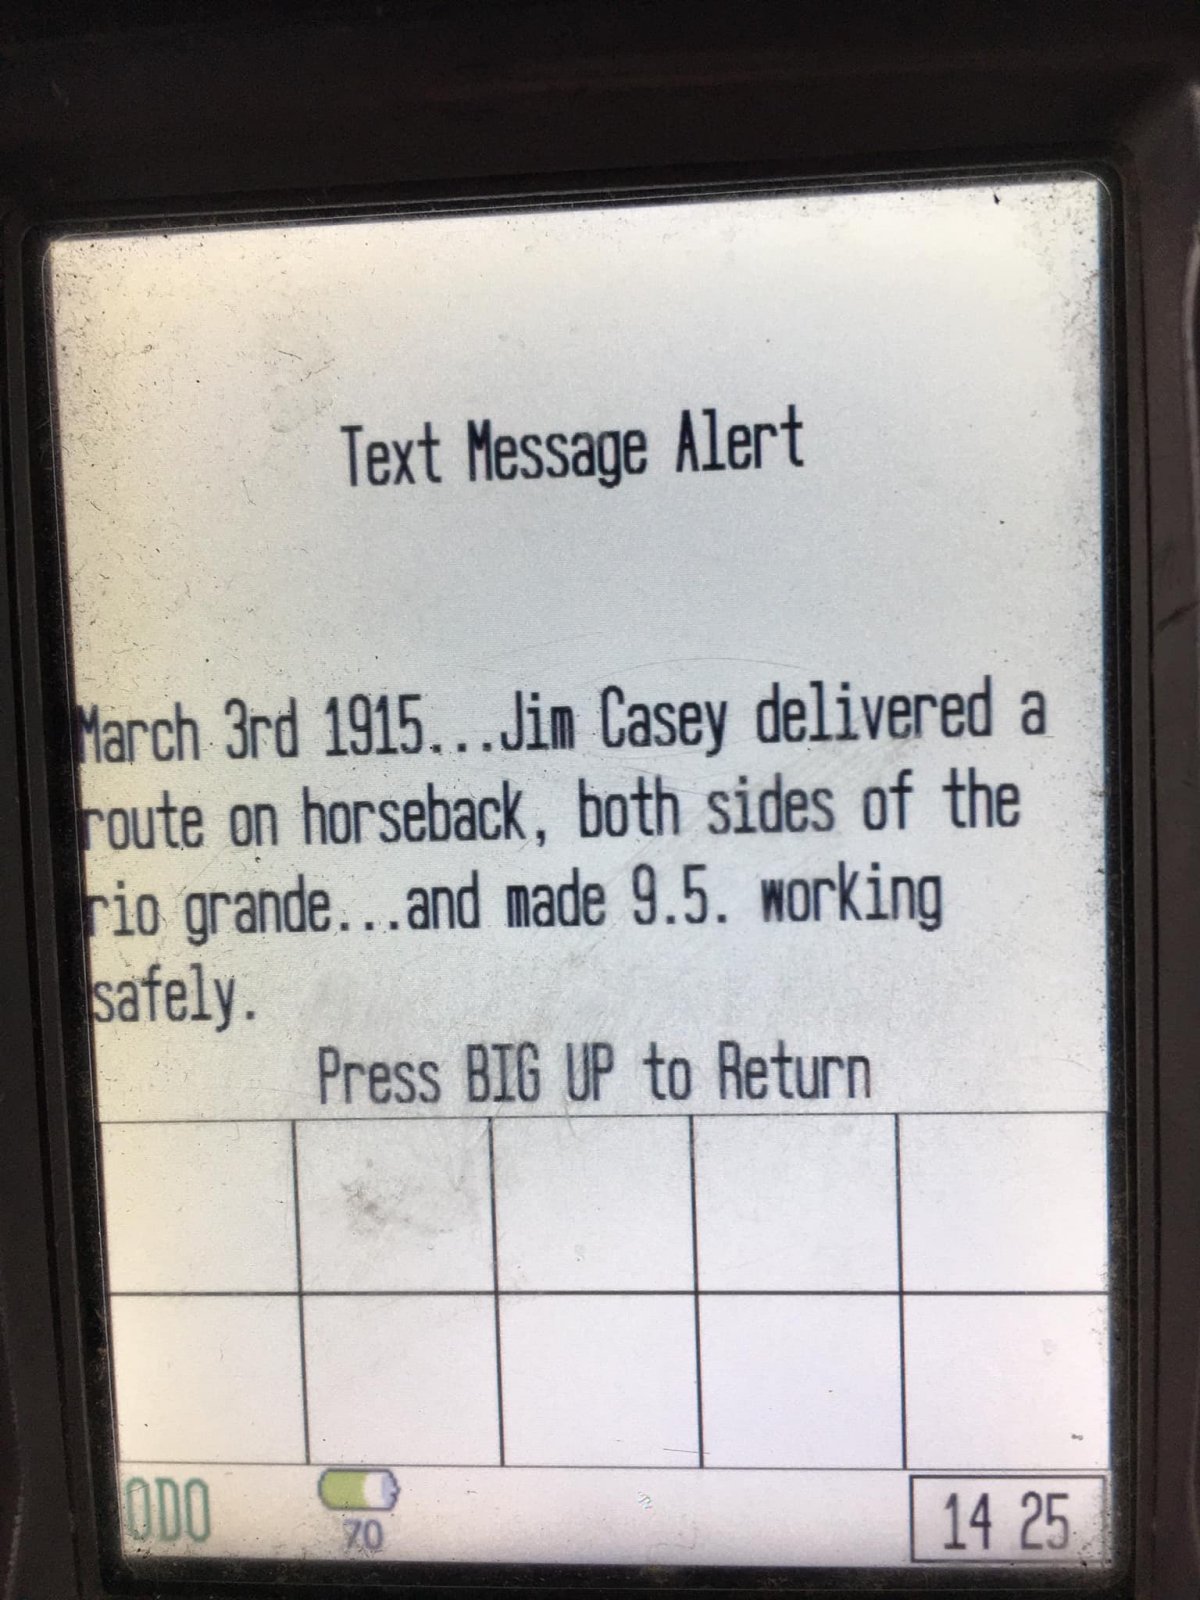 Text Message Alert
March 3rd 1915...Jim Casey delivered a
route on horseback, both sides of the
rio grande...and made 9.5. working
safely.
Press BIG UP to Return
ODO
70
14 25